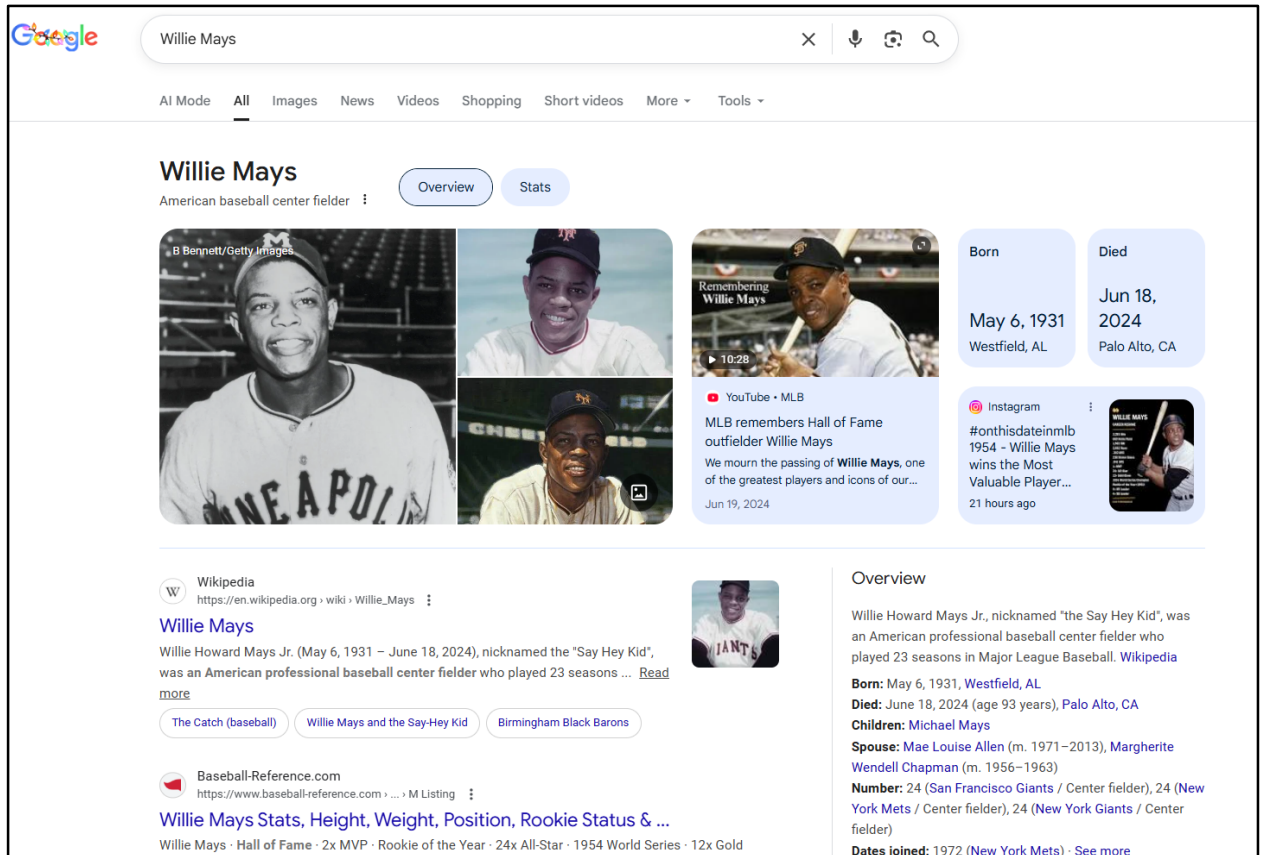 Google
Willie Mays
AI Mode
All
Images
News
Videos
Shopping
Short videos
More
Tools
Willie Mays
American baseball center fielder
Overview
Stats
B Bennett/Getty Images
M
NEAPOLI
CHESTERFIELD
Remembering
Willie Mays
10:28
YouTube • MLB
MLB remembers Hall of Fame
outfielder Willie Mays
We mourn the passing of Willie Mays, one
of the greatest players and icons of our...
Jun 19, 2024
Born
May 6, 1931
Westfield, AL
Died
Jun 18,
2024
Palo Alto, CA
Instagram
#onthisdateinmlb
1954 - Willie Mays
wins the Most
Valuable Player...
21 hours ago
WILLIE MAYS
W
Wikipedia
https://en.wikipedia.org › wiki › Willie_Mays
Willie Mays
Willie Howard Mays Jr. (May 6, 1931 – June 18, 2024), nicknamed the "Say Hey Kid",
was an American professional baseball center fielder who played 23 seasons ... Read
more
The Catch (baseball)
Willie Mays and the Say-Hey Kid
Birmingham Black Barons
IANTS
Baseball-Reference.com
https://www.baseball-reference.com › ... › M Listing
Willie Mays Stats, Height, Weight, Position, Rookie Status & ...
Willie Mays · Hall of Fame · 2x MVP · Rookie of the Year · 24x All-Star · 1954 World Series · 12x Gold
Overview
Willie Howard Mays Jr., nicknamed "the Say Hey Kid", was
an American professional baseball center fielder who
played 23 seasons in Major League Baseball. Wikipedia
Born: May 6, 1931, Westfield, AL
Died: June 18, 2024 (age 93 years), Palo Alto, CA
Children: Michael Mays
Spouse: Mae Louise Allen (m. 1971–2013), Margherite
Wendell Chapman (m. 1956–1963)
Number: 24 (San Francisco Giants / Center fielder), 24 (New
York Mets / Center fielder), 24 (New York Giants / Center
fielder)
Dates joined: 1972 (New York Mets) · See more